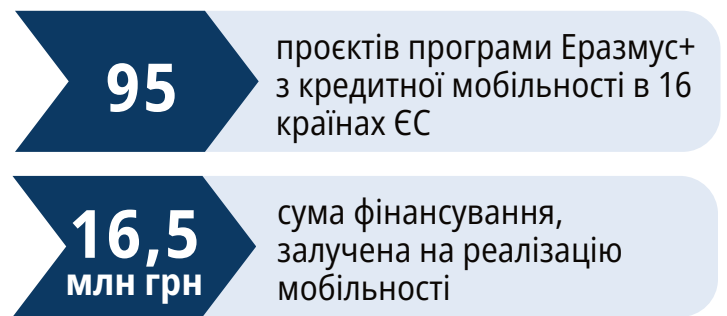 95
проєктів програми Еразмус+
з кредитної мобільності в 16
країнах ЄС
16,5
млн грн
сума фінансування,
залучена на реалізацію
мобільності